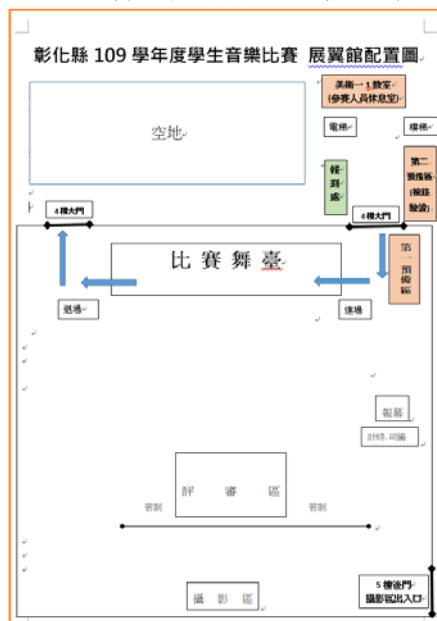 彰化縣 109 學年度學生音樂比賽 展翼館配置圖
美術一 1 教室
(參賽人員休息室)
空地
電梯
樓梯
報到處
第二
預備區
(檢錄
驗證)
4 樓大門
4 樓大門
第一預備區
比賽舞臺
退場
進場
報幕
計時.司儀
評審區
管制
管制
攝影區
5 樓後門
攝影區出入口